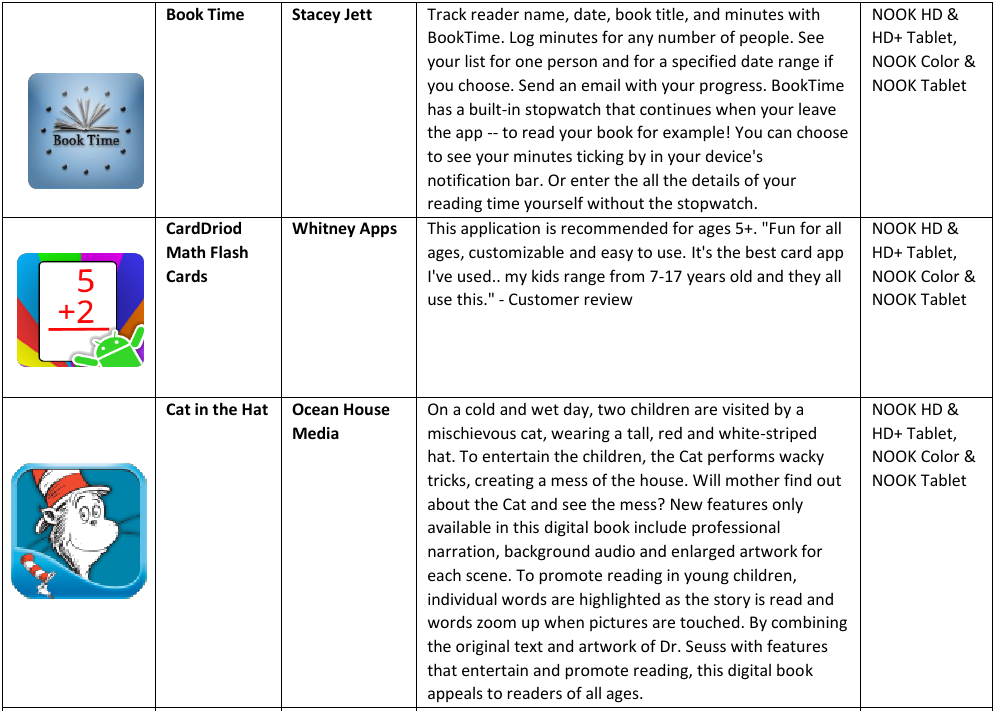 Book Time
Stacey Jett
Track reader name, date, book title, and minutes with
BookTime. Log minutes for any number of people. See
your list for one person and for a specified date range if
you choose. Send an email with your progress. BookTime
has a built-in stopwatch that continues when your leave
the app -- to read your book for example! You can choose
to see your minutes ticking by in your device's
notification bar. Or enter the all the details of your
reading time yourself without the stopwatch.
NOOK HD &
HD+ Tablet,
NOOK Color &
NOOK Tablet
Book Time
CardDriod
Math Flash
Cards
Whitney Apps
This application is recommended for ages 5+. "Fun for all
ages, customizable and easy to use. It's the best card app
I've used.. my kids range from 7-17 years old and they all
use this." - Customer review
NOOK HD &
HD+ Tablet,
NOOK Color &
NOOK Tablet
5
+2
Cat in the Hat
Ocean House
Media
On a cold and wet day, two children are visited by a
mischievous cat, wearing a tall, red and white-striped
hat. To entertain the children, the Cat performs wacky
tricks, creating a mess of the house. Will mother find out
about the Cat and see the mess? New features only
available in this digital book include professional
narration, background audio and enlarged artwork for
each scene. To promote reading in young children,
individual words are highlighted as the story is read and
words zoom up when pictures are touched. By combining
the original text and artwork of Dr. Seuss with features
that entertain and promote reading, this digital book
appeals to readers of all ages.
NOOK HD &
HD+ Tablet,
NOOK Color &
NOOK Tablet